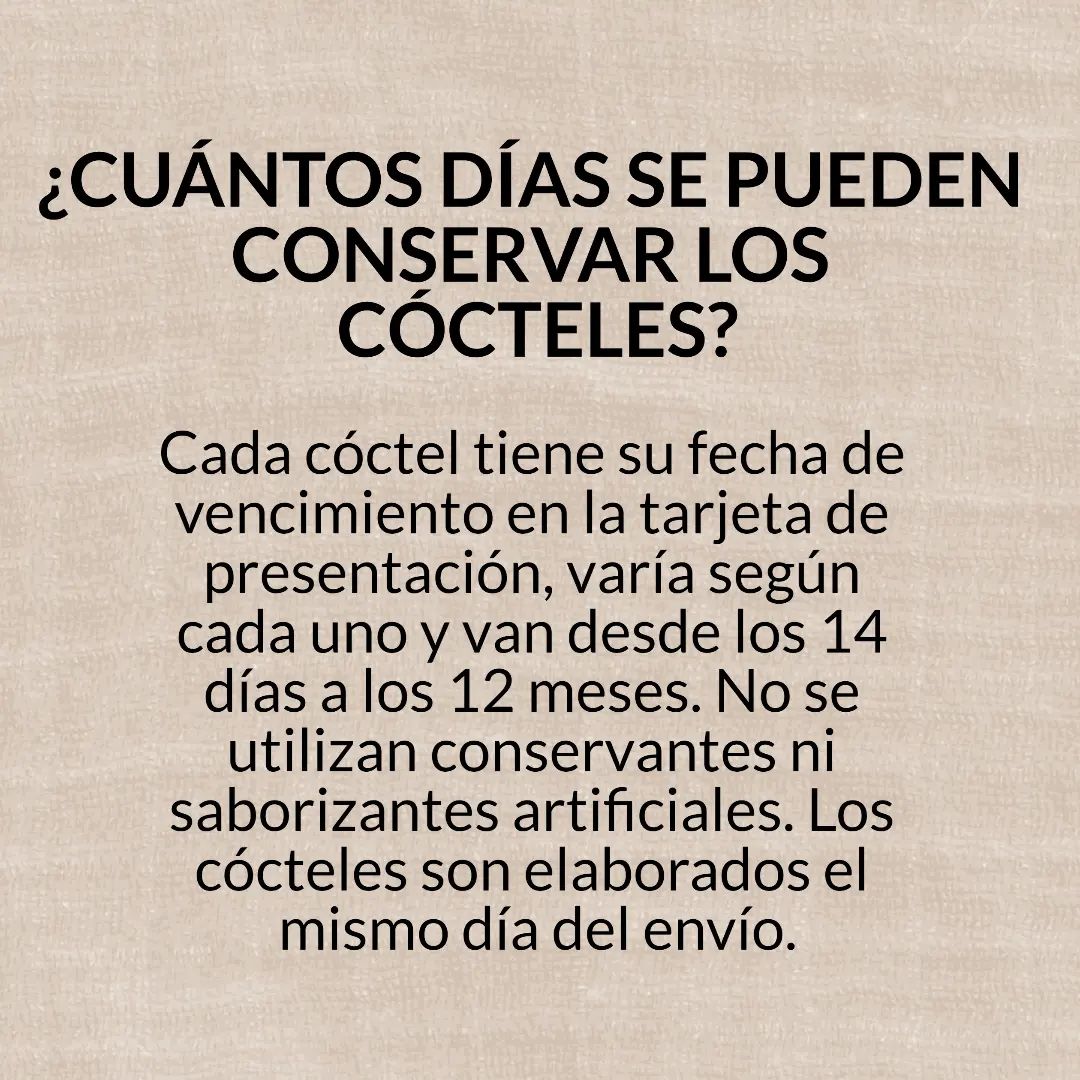 ¿CUÁNTOS DÍAS SE PUEDEN
CONSERVAR LOS
CÓCTELES?
Cada cóctel tiene su fecha de
vencimiento en la tarjeta de
presentación, varía según
cada uno y van desde los 14
días a los 12 meses. No se
utilizan conservantes ni
saborizantes artificiales. Los
cócteles son elaborados el
mismo día del envío.